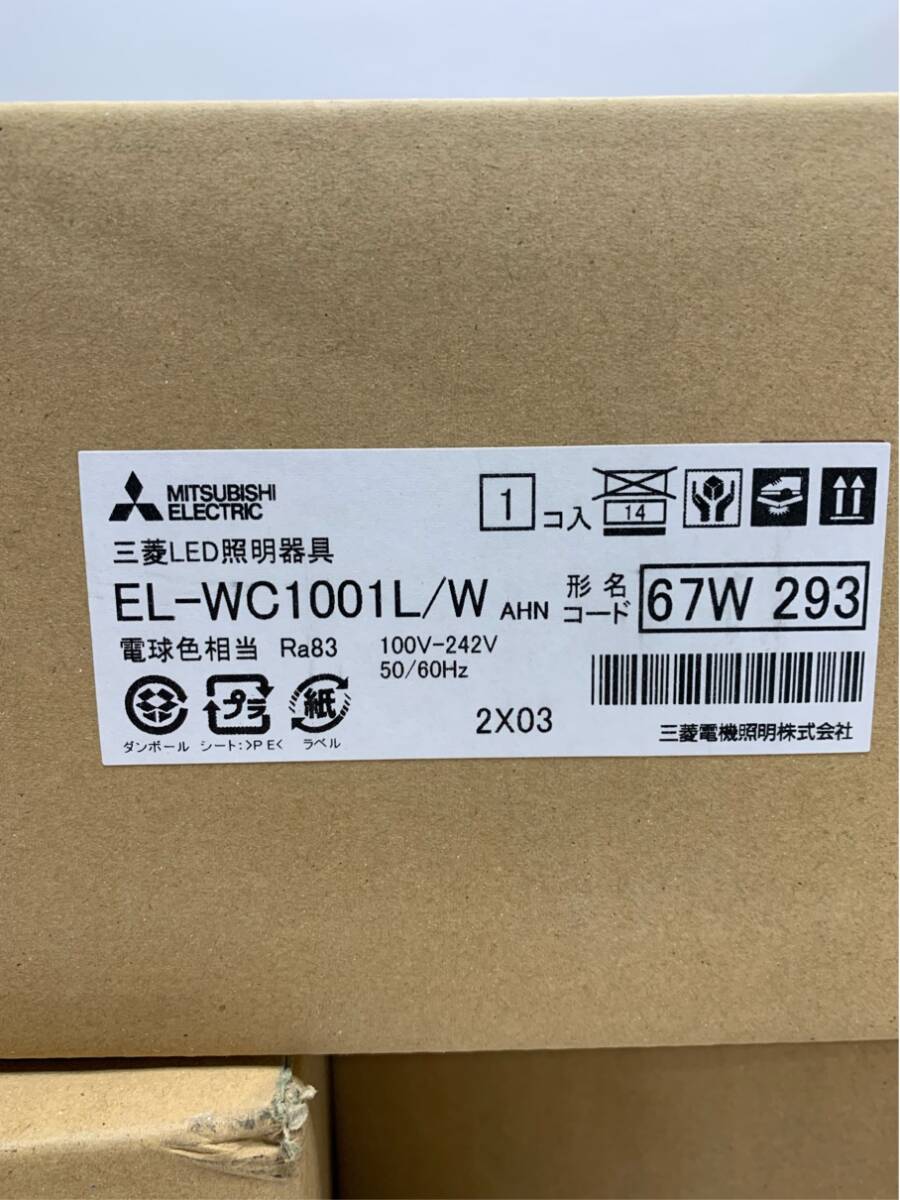 MITSUBISHI
ELECTRIC
1 コ入
14
三菱LED照明器具
EL-WC1001L/W AHN
形名
コード
67W 293
電球色相当 Ra83
100V-242V
50/60Hz
プラ
紙
ダンボール シート:>PE< ラベル
2X03
三菱電機照明株式会社